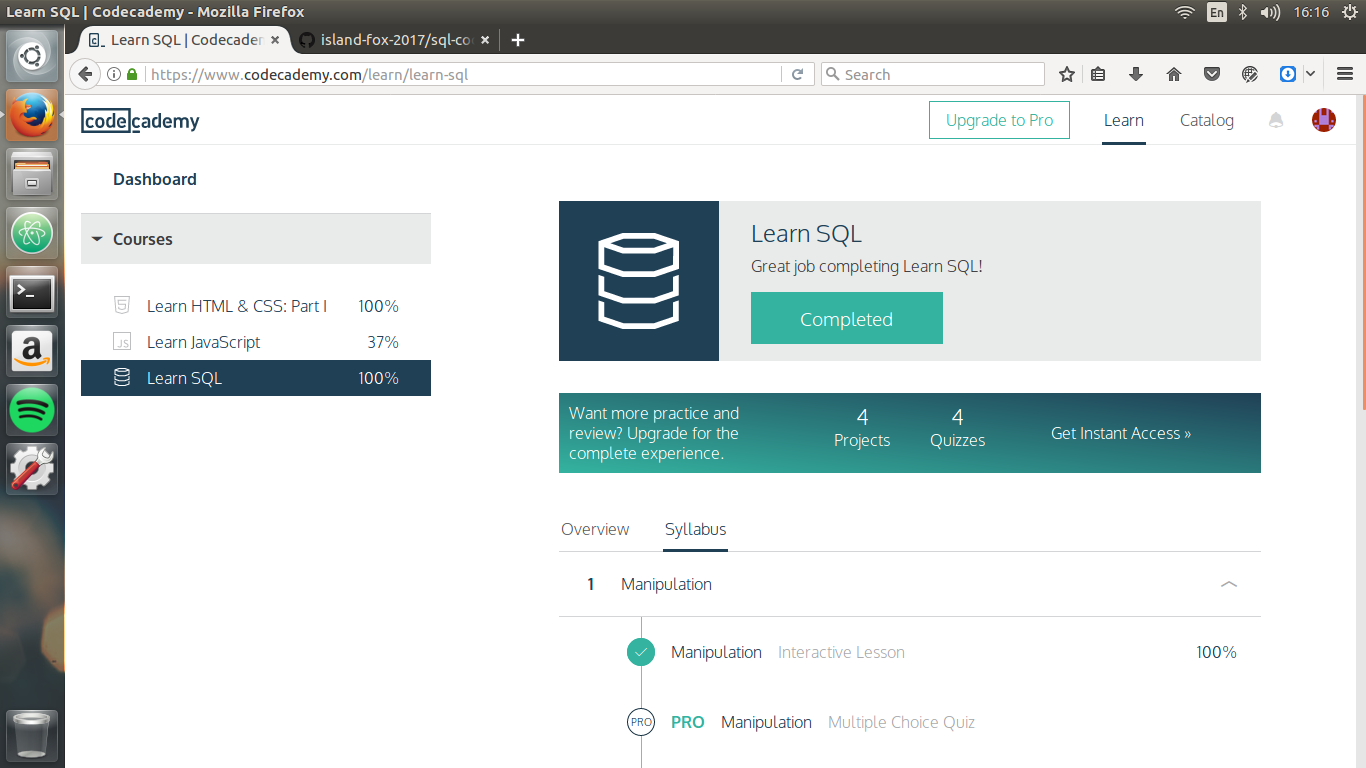 Learn SQL | Codecademy - Mozilla Firefox
En
16:16
Learn SQL | Codecader
island-fox-2017/sql-co
https://www.codecademy.com/learn/learn-sql
Search
codecademy
Upgrade to Pro
Learn
Catalog
Dashboard
Courses
Learn HTML & CSS: Part I 100%
JS Learn JavaScript 37%
Learn SQL 100%
Learn SQL
Great job completing Learn SQL!
Completed
Want more practice and
review? Upgrade for the
complete experience.
4
Projects
4
Quizzes
Get Instant Access »
Overview
Syllabus
1 Manipulation
Manipulation Interactive Lesson 100%
PRO PRO Manipulation Multiple Choice Quiz